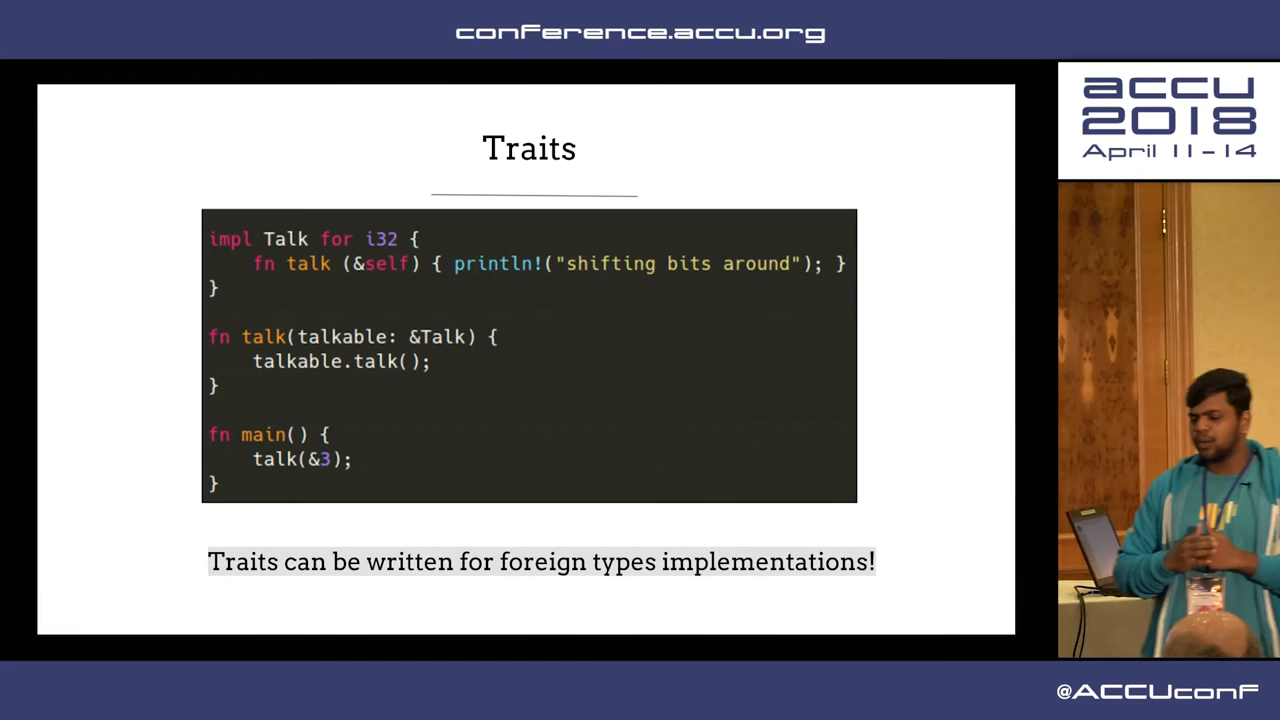 conference.accu.org
accu
2018
April 11-14
Traits
impl Talk for i32 {
    fn talk (&self) { println!("shifting bits around"); }
}
fn talk(talkable: &Talk) {
    talkable.talk();
}
fn main() {
    talk(&3);
}
Traits can be written for foreign types implementations!
@ACCUconf